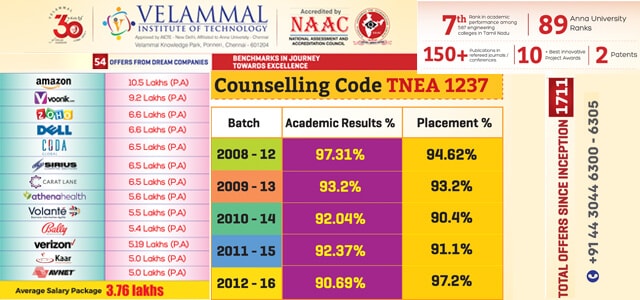 VELAMMAL
INSTITUTE OF TECHNOLOGY
Approved by AICTE - New Delhi, Affiliated to Anna University - Chennai
Velammal Knowledge Park, Ponneri, Chennai - 601204
Accredited by
NAAC
NATIONAL ASSESSMENT AND
ACCREDITATION COUNCIL
7th
Rank in academic
performance among
587 engineering
colleges in Tamil Nadu
89 Anna University
Ranks
150+ Publications in
refereed journals/
conferences
10 + Best Innovative
Project Awards
2 Patents
54 OFFERS FROM DREAM COMPANIES
BENCHMARKS IN JOURNEY
TOWARDS EXCELLENCE
amazon 10.5 Lakhs (P.A)
Voonik.com 9.2 Lakhs (P.A)
ZOHO 6.6 Lakhs (P.A)
DELL 6.6 Lakhs (P.A)
CODA GLOBAL 6.5 Lakhs (P.A)
SIRIUS 6.5 Lakhs (P.A)
CARAT LANE 6.5 Lakhs (P.A)
athenahealth 5.6 Lakhs (P.A)
Volanté 5.5 Lakhs (P.A)
Bally 5.4 Lakhs (P.A)
verizon 5.19 Lakhs (P.A)
Kaar 5.0 Lakhs (P.A)
AVNET 5.0 Lakhs (P.A)
Average Salary Package 3.76 lakhs
Counselling Code TNEA 1237
Batch Academic Results % Placement %
2008 - 12 97.31% 94.62%
2009 - 13 93.2% 93.2%
2010 - 14 92.04% 90.4%
2011 - 15 92.37% 91.1%
2012 - 16 90.69% 97.2%
TOTAL OFFERS SINCE INCEPTION 1711
+91 44 3044 6300 - 6305